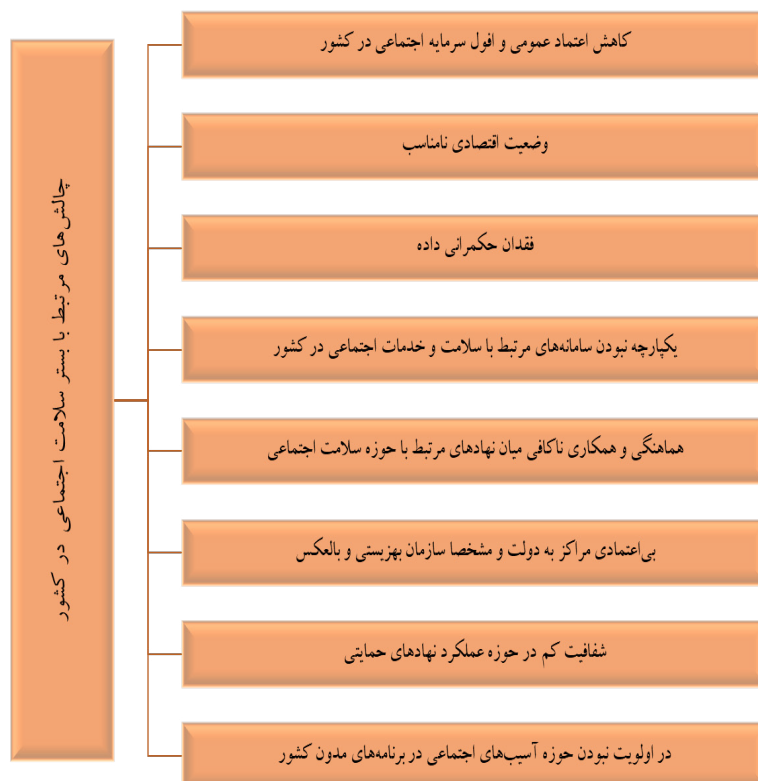 چالش‌های مرتبط با بستر سلامت اجتماعی در کشور
کاهش اعتماد عمومی و افول سرمایه اجتماعی در کشور
وضعیت اقتصادی نامناسب
فقدان حکمرانی داده
یکپارچه نبودن سامانه‌های مرتبط با سلامت و خدمات اجتماعی در کشور
هماهنگی و همکاری ناکافی میان نهادهای مرتبط با حوزه سلامت اجتماعی
بی‌اعتمادی مراکز به دولت و مشخصا سازمان بهزیستی و بالعکس
شفافیت کم در حوزه عملکرد نهادهای حمایتی
در اولویت نبودن حوزه آسیب‌های اجتماعی در برنامه‌های مدون کشور